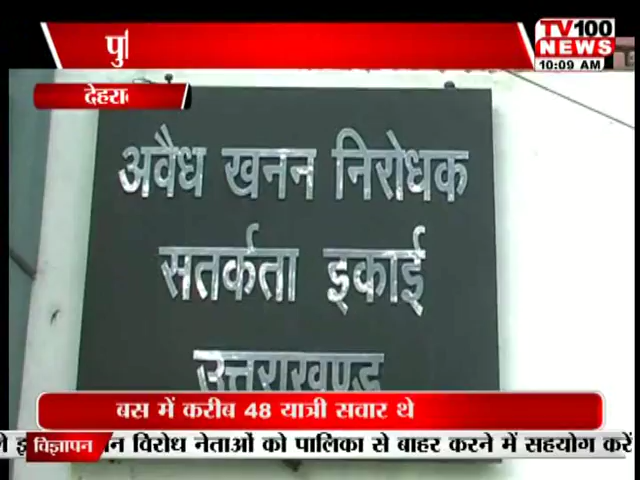 TV100
NEWS
10:09 AM
अवैध खनन निरोधक
सतर्कता इकाई
उत्तराखण्ड
बस में करीब 48 यात्री सवार थे
विज्ञापन
विरोध नेताओं को पालिका से बाहर करने में सहयोग करें